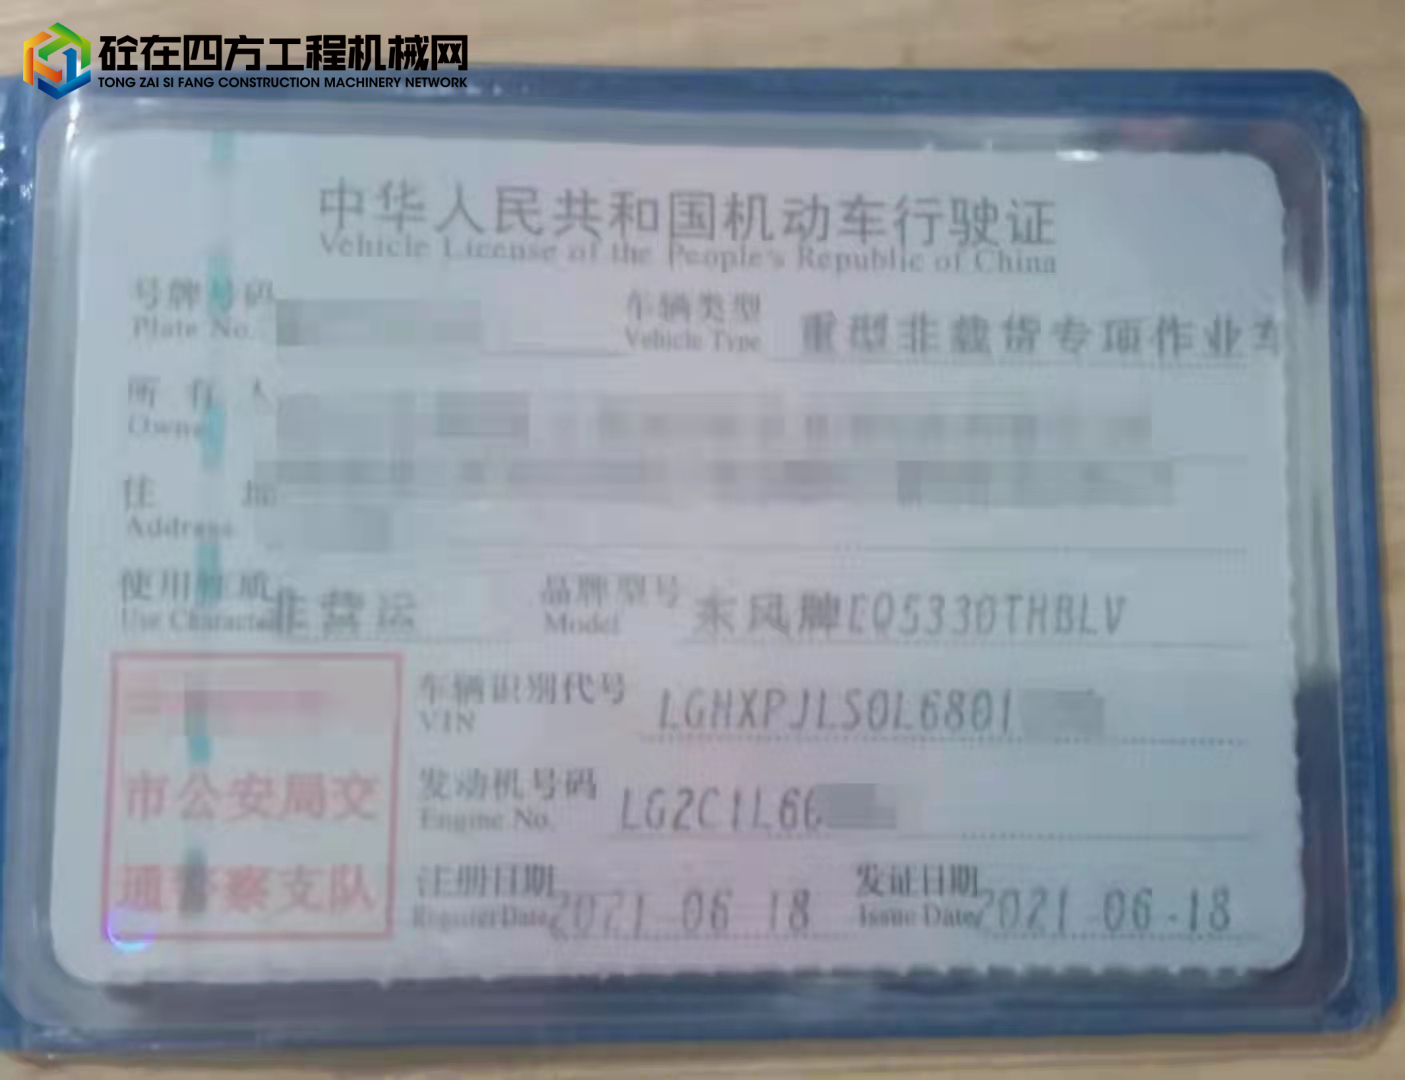 砼在四方工程机械网
TONG ZAI SI FANG CONSTRUCTION MACHINERY NETWORK
中华人民共和国机动车行驶证
Vehicle License of the People's Republic of China
号牌号码
Plate No.
车辆类型
Vehicle Type
重型非载货专项作业车
所有人
Owner
住址
Address
使用性质
Use Character
非营运
品牌型号
Model
东风牌EQ5330THBLV
车辆识别代号
VIN
LGHXPJLS0L6801
发动机号码
Engine No.
LG2C1L60
市公安局交
通警察支队
注册日期
Register Date
2021-06-18
发证日期
Issue Date
2021-06-18